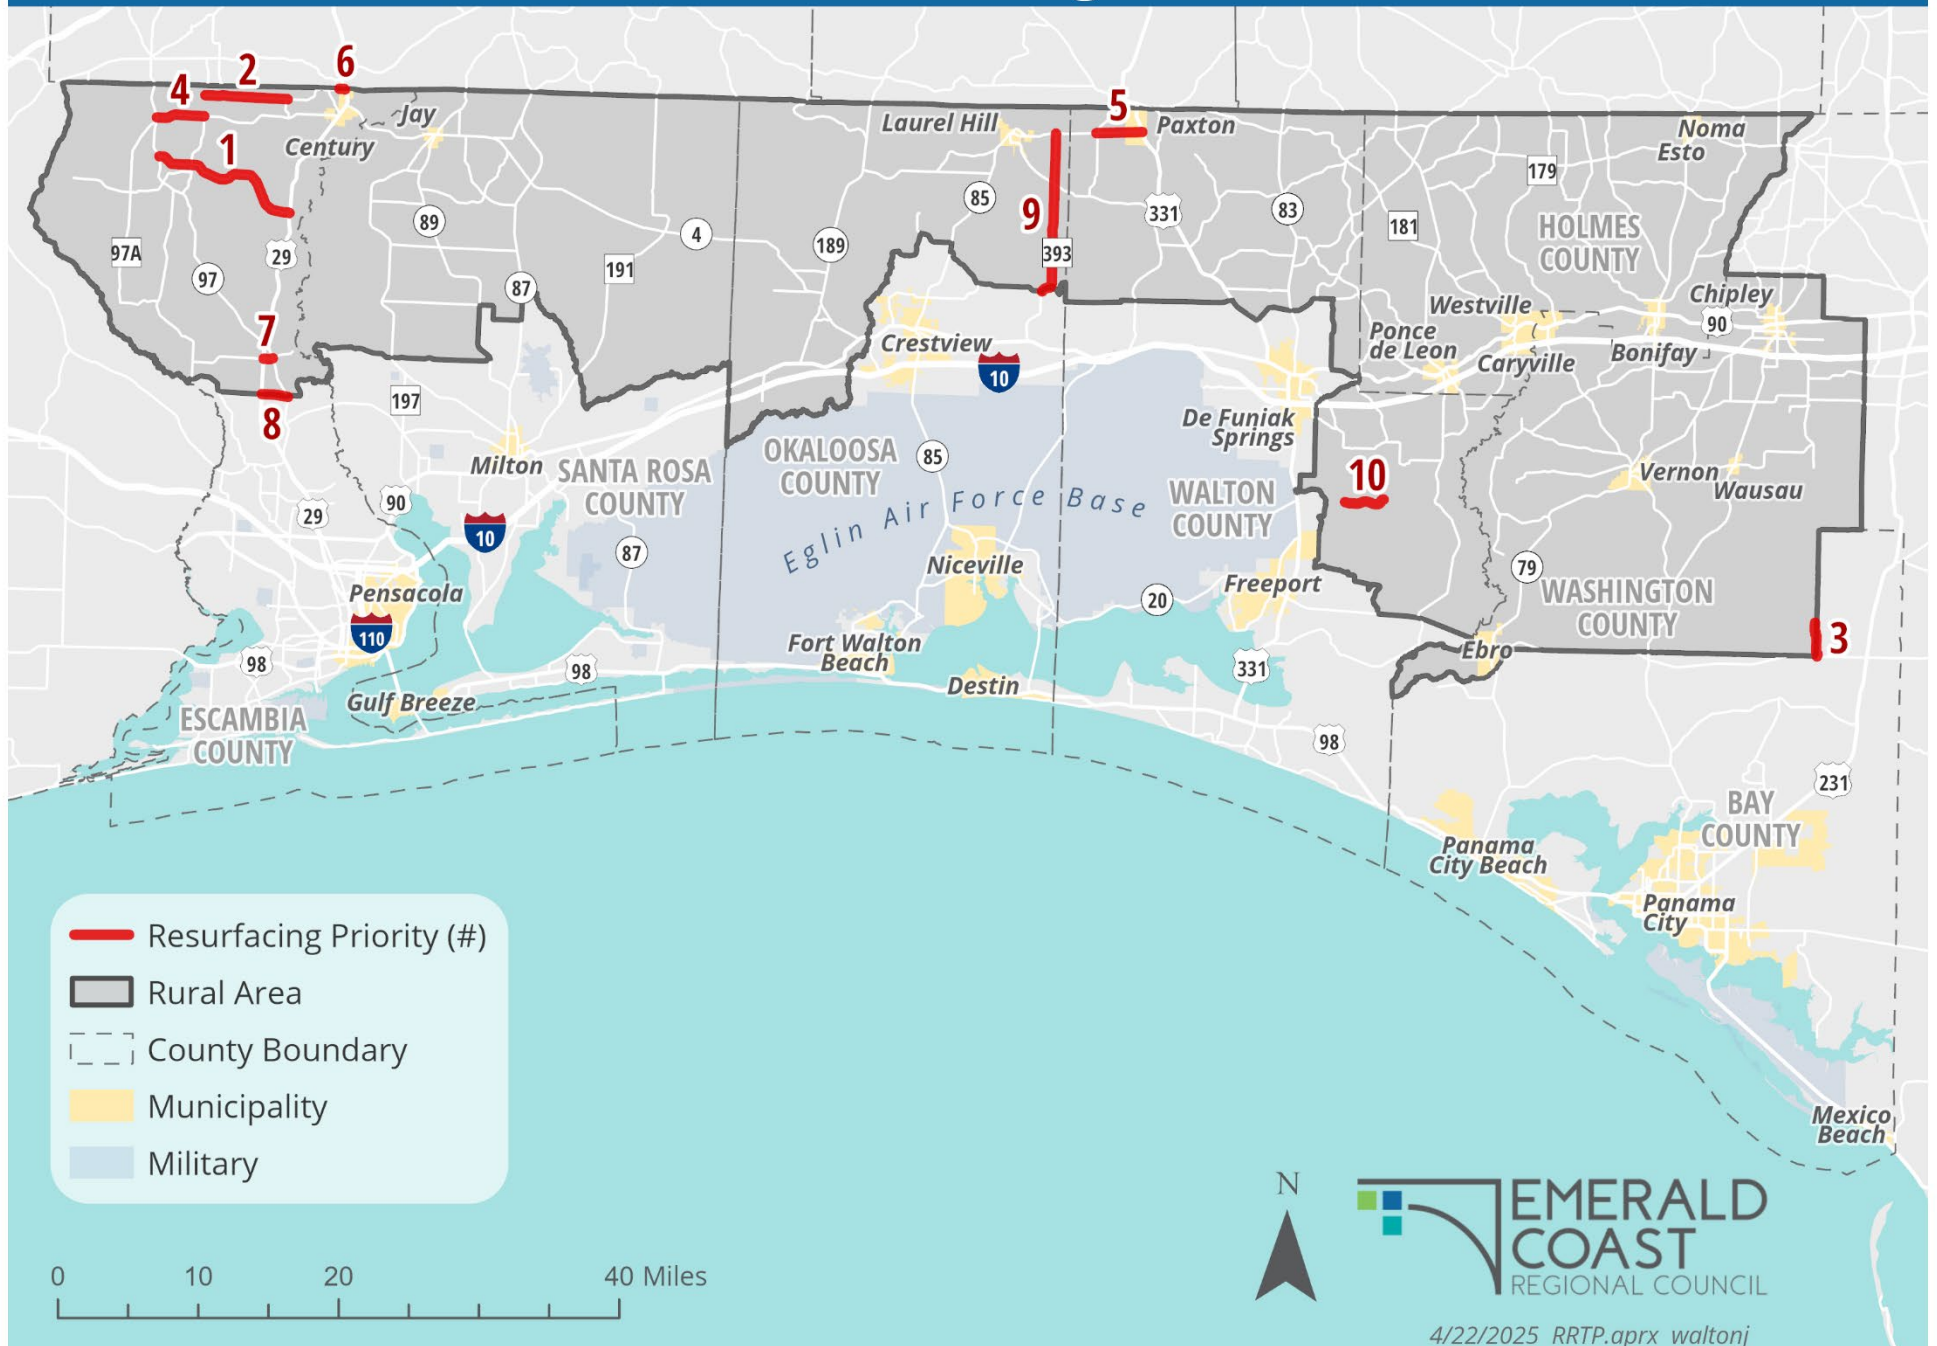 6
2
4
5
Jay
Laurel Hill
Paxton
Noma
Esto
Century
1
179
85
9
331
83
181
89
4
HOLMES
COUNTY
97A
29
189
393
191
97
87
Westville
Chipley
90
7
Crestview
Ponce
de Leon
Caryville
Bonifay
10
197
8
De Funiak
Springs
Milton
SANTA ROSA
COUNTY
OKALOOSA
COUNTY
85
10
Vernon
Wausau
WALTON
COUNTY
Eglin Air Force Base
29
90
10
87
Niceville
79
Pensacola
Freeport
20
WASHINGTON
COUNTY
110
Fort Walton
Beach
Ebro
3
98
98
331
Destin
Gulf Breeze
ESCAMBIA
COUNTY
98
231
BAY
COUNTY
Panama
City Beach
Panama
City
Mexico
Beach
Resurfacing Priority (#)
Rural Area
County Boundary
Municipality
Military
0 10 20 40 Miles
N
EMERALD
COAST
REGIONAL COUNCIL
4/22/2025 RRTP.aprx waltonj